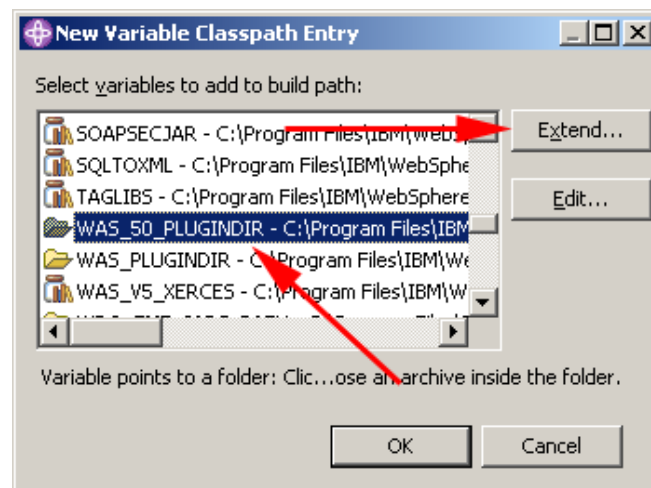 New Variable Classpath Entry
Select variables to add to build path:
SOAPSECJAR - C:\Program Files\IBM\WebS
Extend...
SQLTOXML - C:\Program Files\IBM\WebSphe
TAGLIBS - C:\Program Files\IBM\WebSphere
Edit...
WAS_50_PLUGINDIR - C:\Program Files\IBM
WAS_PLUGINDIR - C:\Program Files\IBM\We
WAS_V5_XERCES - C:\Program Files\IBM\W
Variable points to a folder: Clic...ose an archive inside the folder.
OK
Cancel